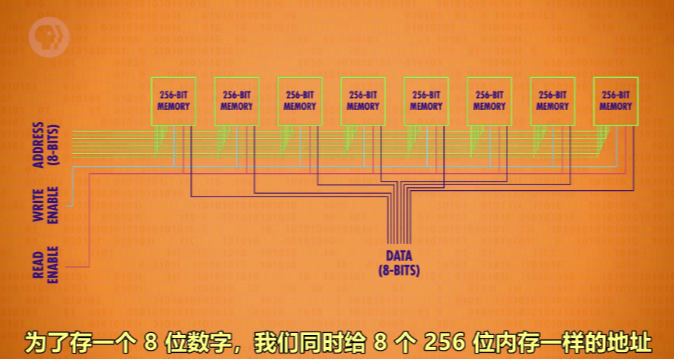 256-BIT
MEMORY
256-BIT
MEMORY
256-BIT
MEMORY
256-BIT
MEMORY
256-BIT
MEMORY
256-BIT
MEMORY
256-BIT
MEMORY
256-BIT
MEMORY
ADDRESS
(8-BITS)
WRITE
ENABLE
READ
ENABLE
DATA
(8-BITS)
为了存一个 8 位数字，我们同时给 8 个 256 位内存一样的地址